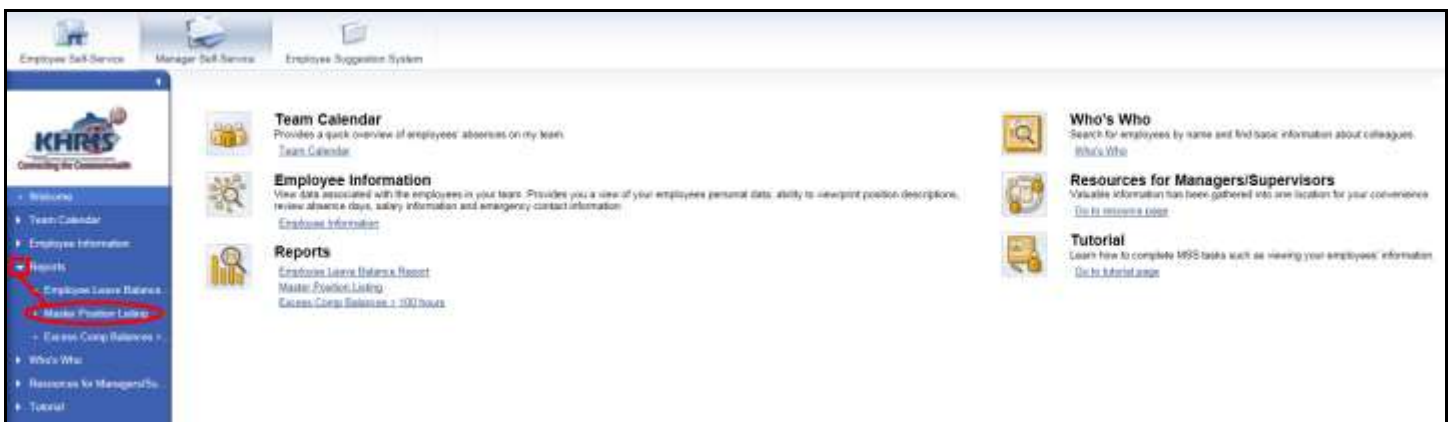 Employee Self-Service
Manager Self-Service
Employee Suggestion System
KHRIS
Connecting the Commonwealth
Welcome
Team Calendar
Employee Information
Reports
Employee Leave Balance
Master Position Listing
Excess Comp Balances >
Who's Who
Resources for Managers/Su...
Tutorial
Team Calendar
Provides a quick overview of employees' absences on my team.
Team Calendar
Employee Information
View data associated with the employees in your team. Provides you a view of your employees personal data, ability to view/print position descriptions,
review absence days, salary information and emergency contact information
Employee Information
Reports
Employee Leave Balance Report
Master Position Listing
Excess Comp Balances > 100 hours
Who's Who
Search for employees by name and find basic information about colleagues.
Who's Who
Resources for Managers/Supervisors
Valuable information has been gathered into one location for your convenience
Go to resource page
Tutorial
Learn how to complete MSS tasks such as viewing your employees' information
Go to tutorial page